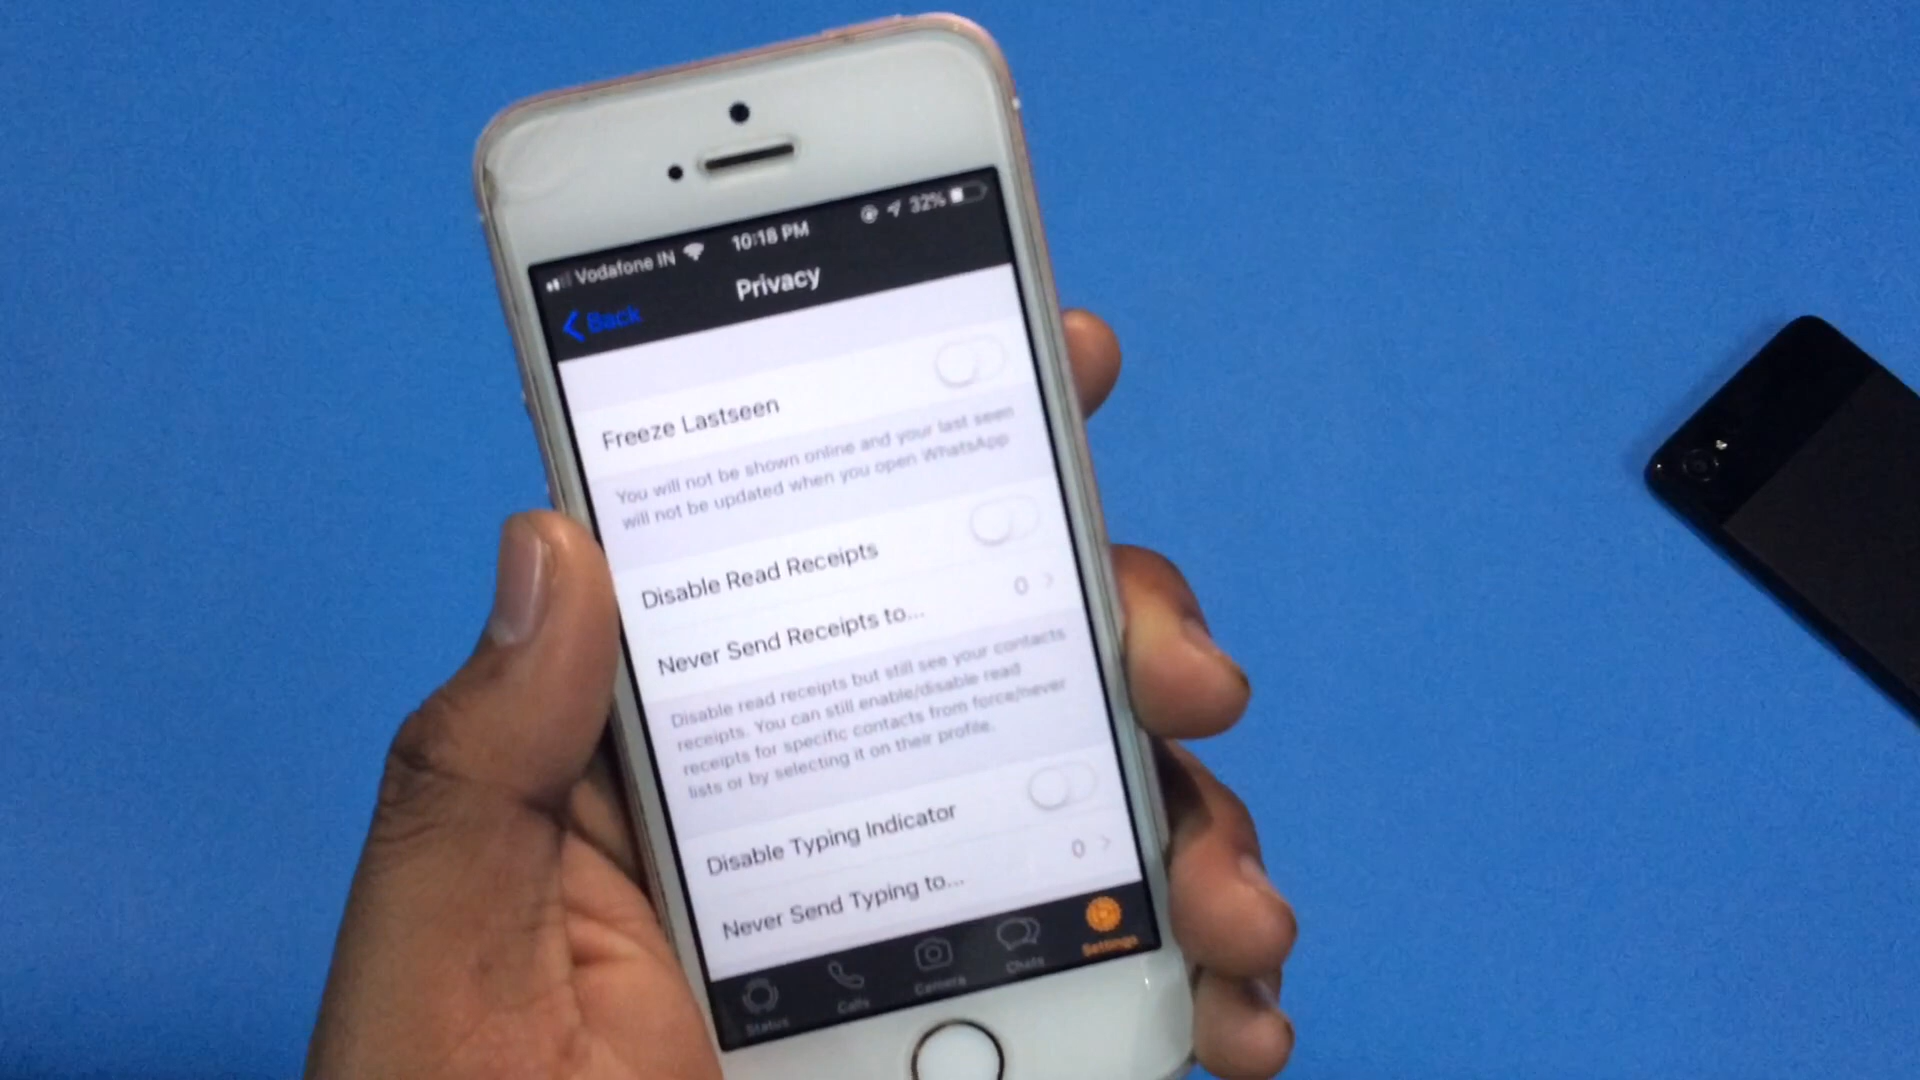 Vodafone IN 10:18 PM 32%
Back Privacy
Freeze Lastseen
You will not be shown online and your last seen
will not be updated when you open WhatsApp
Disable Read Receipts
Never Send Receipts to... 0
Disable read receipts but still see your contacts
receipts. You can still enable/disable read
receipts for specific contacts from force/never
lists or by selecting it on their profile.
Disable Typing Indicator
Never Send Typing to... 0
Status Calls Camera Chats Settings